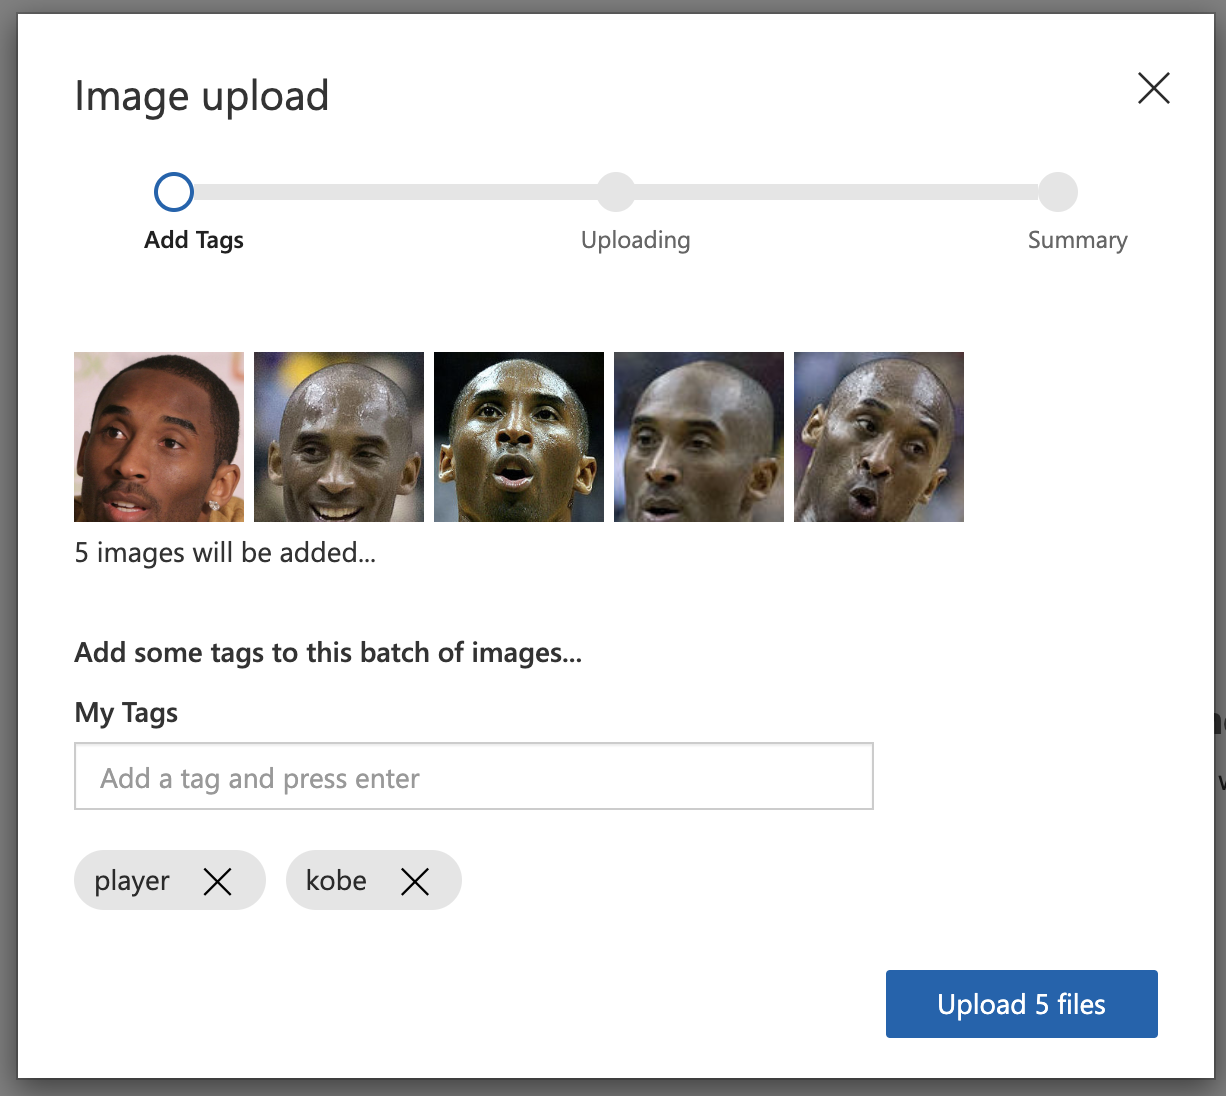 Image upload
Add Tags
Uploading
Summary
5 images will be added...
Add some tags to this batch of images...
My Tags
Add a tag and press enter
player
kobe
Upload 5 files